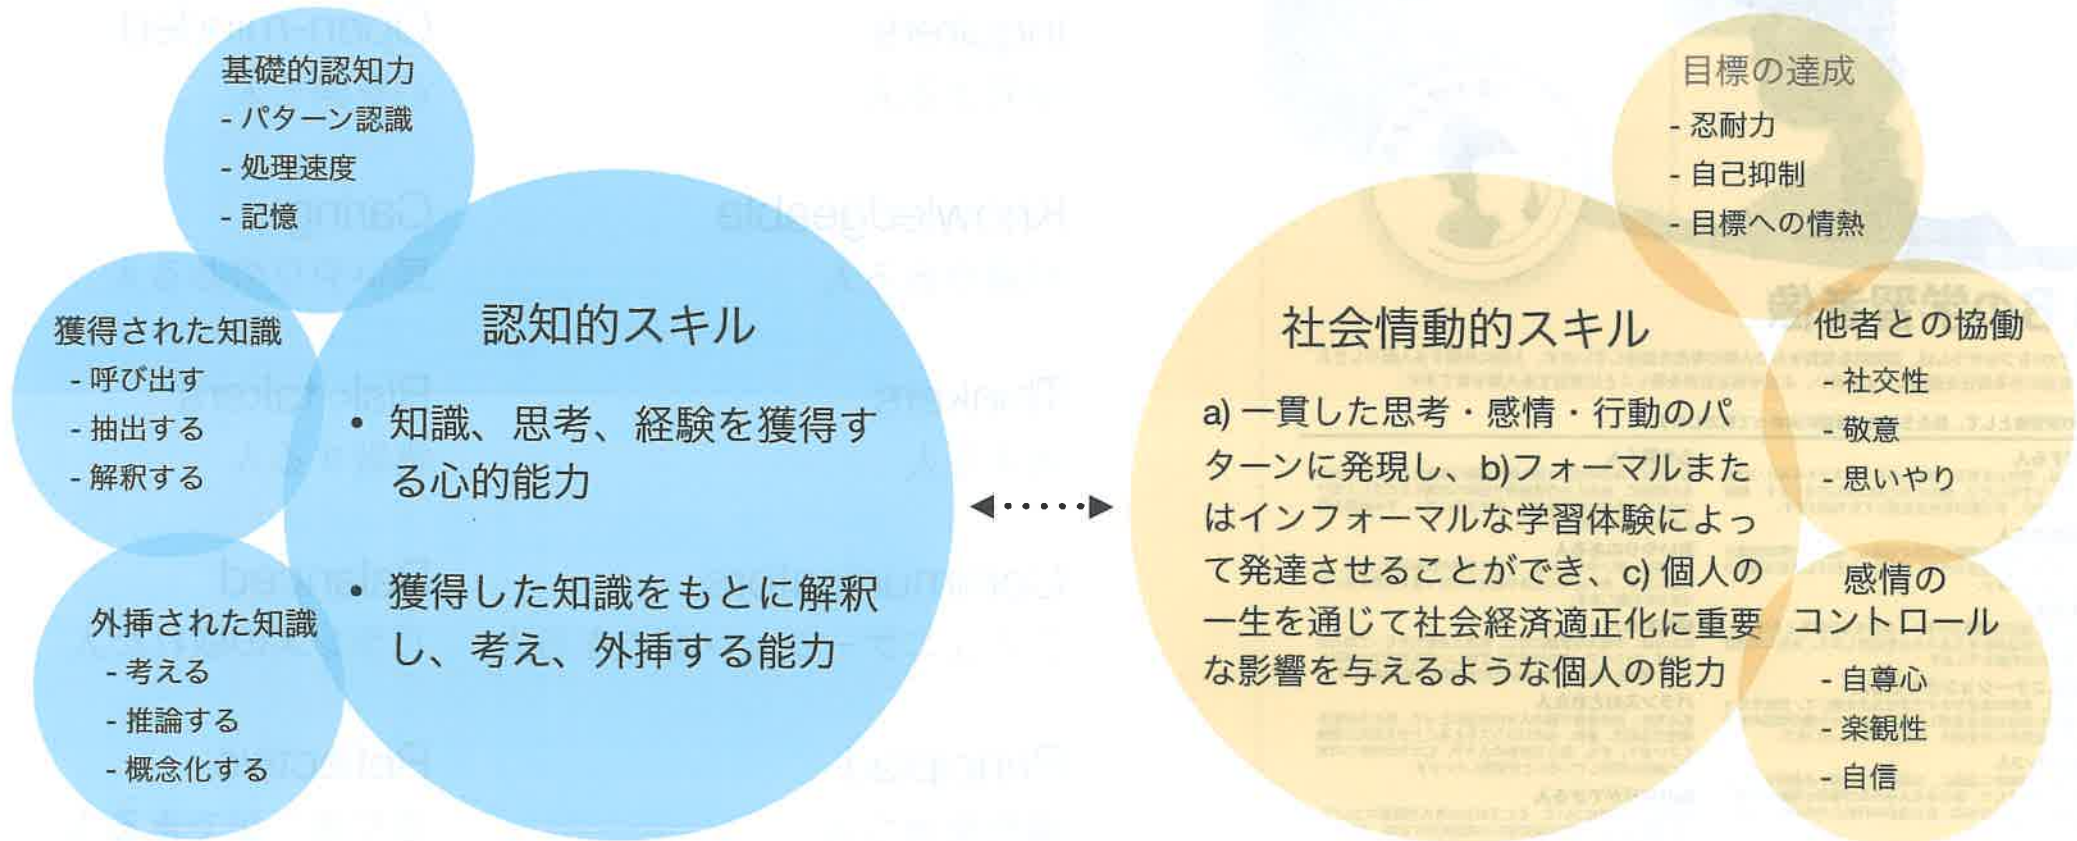 基礎的認知力
- パターン認識
- 処理速度
- 記憶
獲得された知識
- 呼び出す
- 抽出する
- 解釈する
外挿された知識
- 考える
- 推論する
- 概念化する
認知的スキル
• 知識、思考、経験を獲得す
る心的能力
• 獲得した知識をもとに解釈
し、考え、外挿する能力
社会情動的スキル
a) 一貫した思考・感情・行動のパ
ターンに発現し、b)フォーマルまた
はインフォーマルな学習体験によっ
て発達させることができ、c) 個人の
一生を通じて社会経済適正化に重要
な影響を与えるような個人の能力
目標の達成
- 忍耐力
- 自己抑制
- 目標への情熱
他者との協働
- 社交性
- 敬意
- 思いやり
感情の
コントロール
- 自尊心
- 楽観性
- 自信